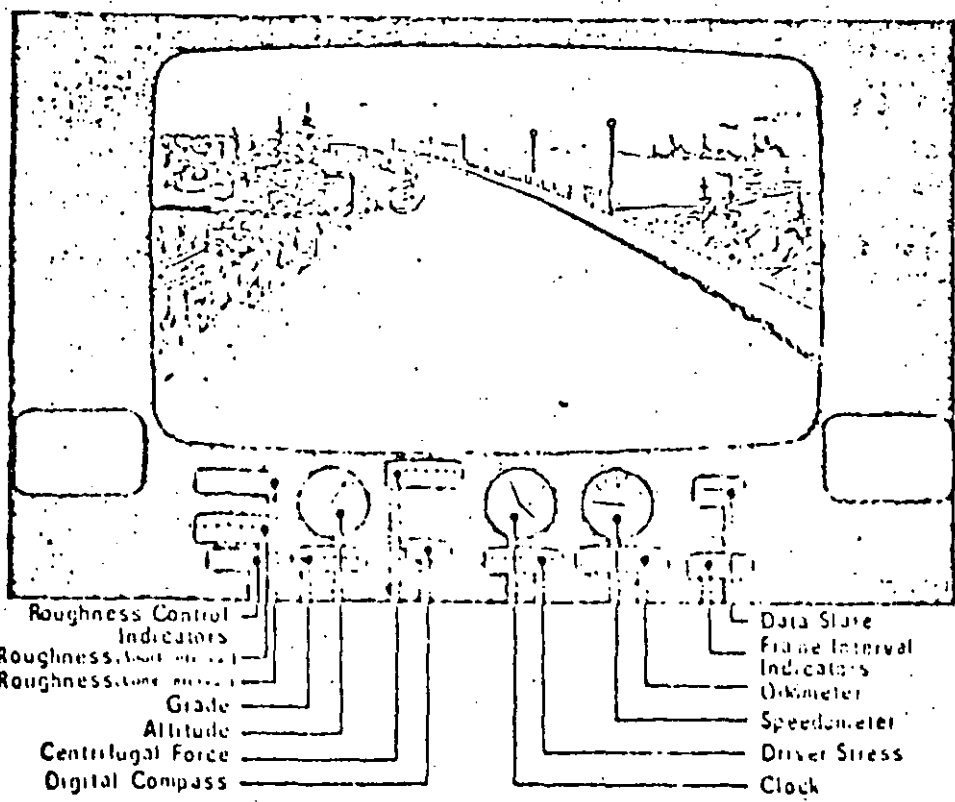 Roughness Control
Indicators
Roughness
Roughness
Grade
Altitude
Centrifugal Force
Digital Compass
Data Slate
Frame Interval
Indicators
Odometer
Speedometer
Driver Stress
Clock